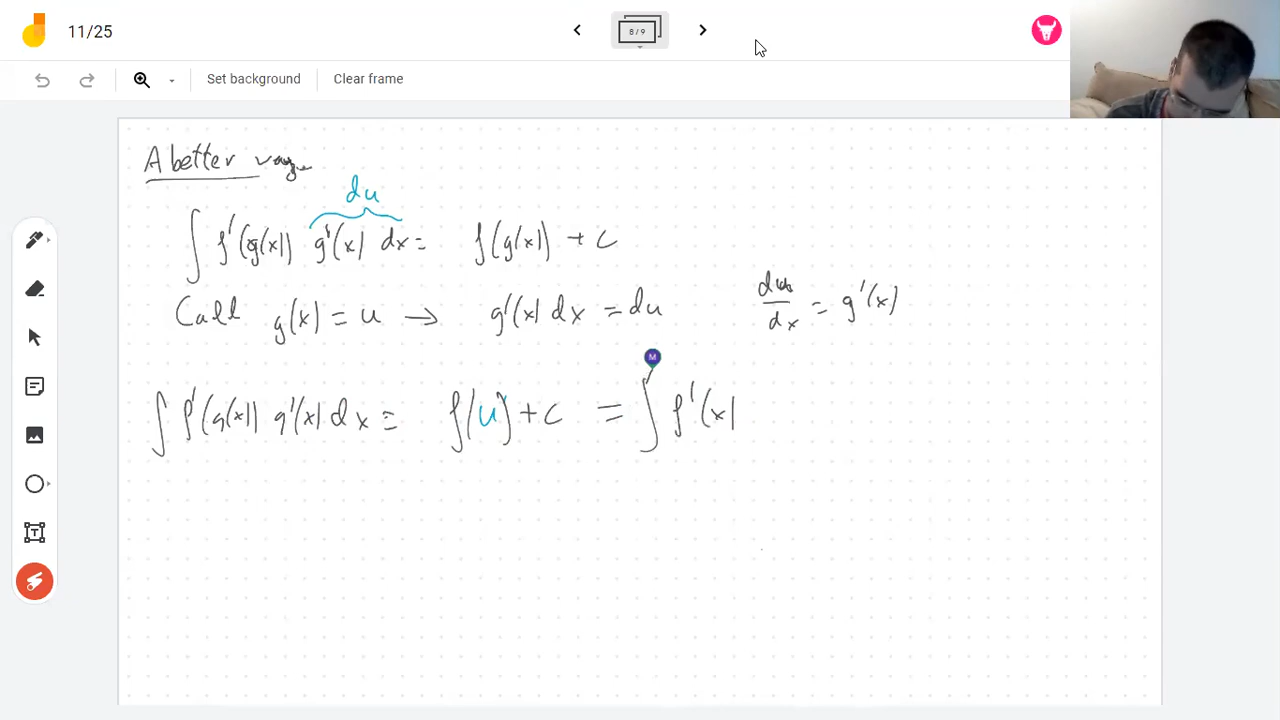 11/25
8 / 9
Set background
Clear frame
A better way
du
∫ f'(g(x)) g'(x) dx = f(g(x)) + c
Call g(x) = u → g'(x) dx = du
du/dx = g'(x)
M
∫ f'(g(x)) g'(x) dx = f(u) + c = ∫ f'(x)
T